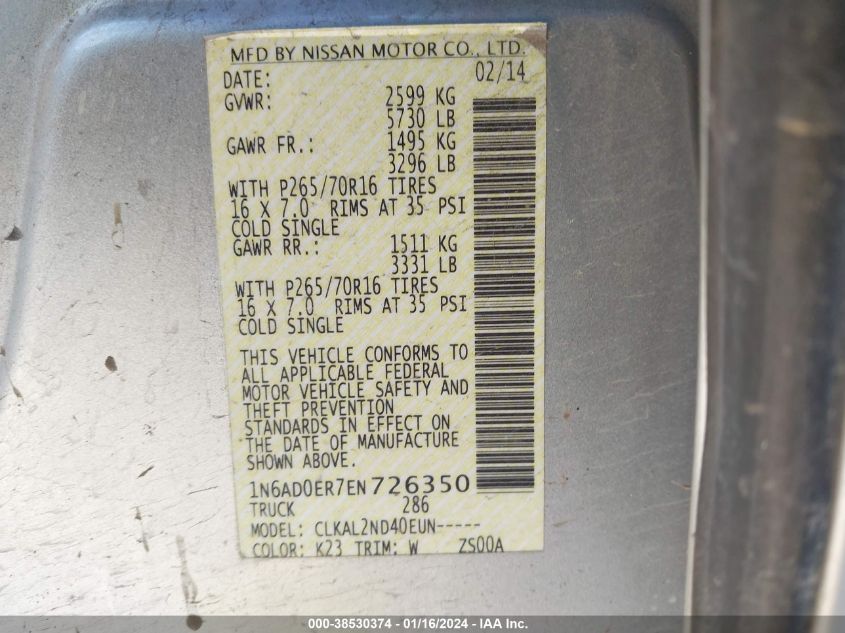 MFD BY NISSAN MOTOR CO., LTD.
DATE: 02/14
GVWR: 2599 KG
5730 LB
GAWR FR.: 1495 KG
3296 LB
WITH P265/70R16 TIRES
16 X 7.0 RIMS AT 35 PSI
COLD SINGLE
GAWR RR.: 1511 KG
3331 LB
WITH P265/70R16 TIRES
16 X 7.0 RIMS AT 35 PSI
COLD SINGLE
THIS VEHICLE CONFORMS TO
ALL APPLICABLE FEDERAL
MOTOR VEHICLE SAFETY AND
THEFT PREVENTION
STANDARDS IN EFFECT ON
THE DATE OF MANUFACTURE
SHOWN ABOVE.
1N6AD0ER7EN726350
TRUCK 286
MODEL: CLKAL2ND40EUN-----
COLOR: K23 TRIM: W ZS00A
000-38530374 - 01/16/2024 - IAA Inc.